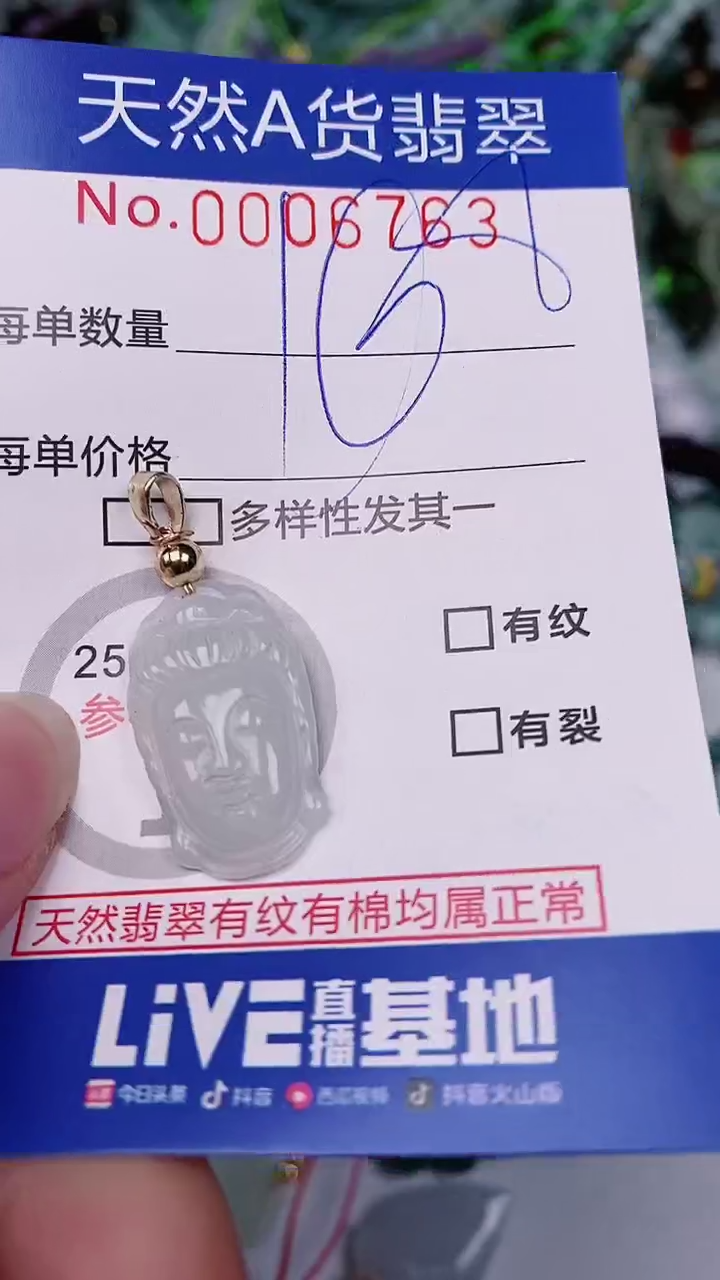 天然A货翡翠
No.0006763
每单数量
每单价格
多样性发其一
有纹
25
参
有裂
天然翡翠有纹有棉均属正常
LiVE直播基地
今日头条 抖音 西瓜视频 抖音火山版